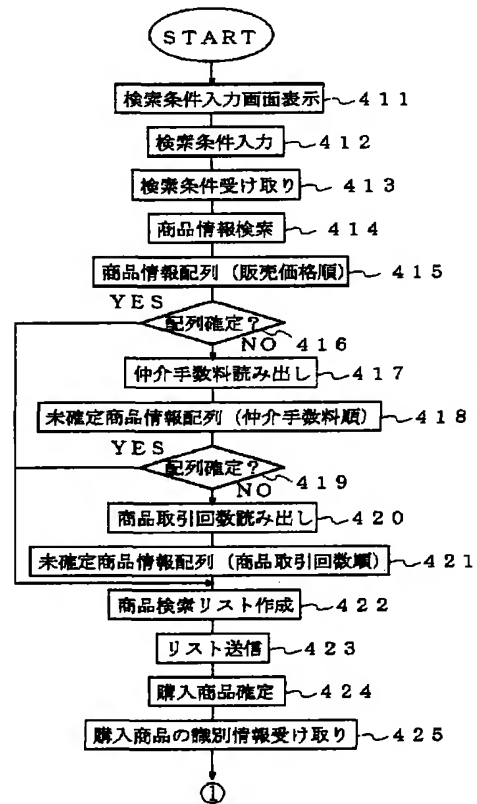 START
検索条件入力画面表示 411
検索条件入力 412
検索条件受け取り 413
商品情報検索 414
商品情報配列(販売価格順) 415
YES
配列確定? 416
NO
仲介手数料読み出し 417
未確定商品情報配列(仲介手数料順) 418
YES
配列確定? 419
NO
商品取引回数読み出し 420
未確定商品情報配列(商品取引回数順) 421
商品検索リスト作成 422
リスト送信 423
購入商品確定 424
購入商品の識別情報受け取り 425
①